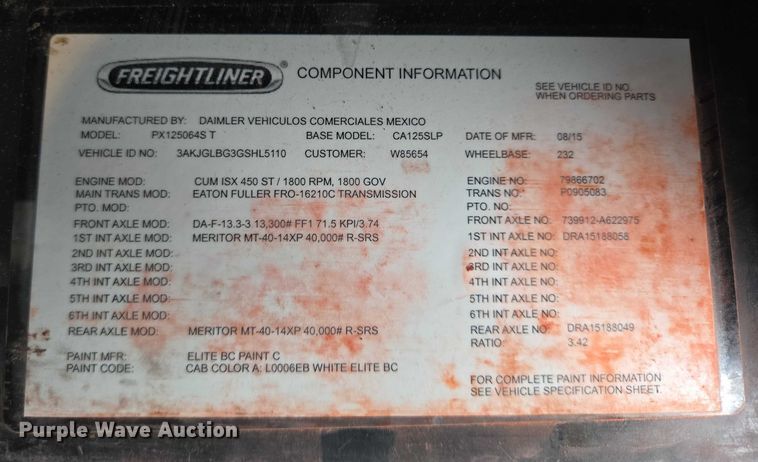 FREIGHTLINER ® COMPONENT INFORMATION
SEE VEHICLE ID NO.
WHEN ORDERING PARTS
MANUFACTURED BY: DAIMLER VEHICULOS COMERCIALES MEXICO
MODEL: PX125064S T BASE MODEL: CA125SLP DATE OF MFR: 08/15
VEHICLE ID NO: 3AKJGLBG3GSHL5110 CUSTOMER: W85654 WHEELBASE: 232
ENGINE MOD: CUM ISX 450 ST / 1800 RPM, 1800 GOV ENGINE NO: 79866702
MAIN TRANS MOD: EATON FULLER FRO-16210C TRANSMISSION TRANS NO: P0905083
PTO. MOD: PTO. NO:
FRONT AXLE MOD: DA-F-13.3-3 13,300# FF1 71.5 KPI/3.74 FRONT AXLE NO: 739912-A622975
1ST INT AXLE MOD: MERITOR MT-40-14XP 40,000# R-SRS 1ST INT AXLE NO: DRA15188058
2ND INT AXLE MOD: 2ND INT AXLE NO:
3RD INT AXLE MOD: 3RD INT AXLE NO:
4TH INT AXLE MOD: 4TH INT AXLE NO:
5TH INT AXLE MOD: 5TH INT AXLE NO:
6TH INT AXLE MOD: 6TH INT AXLE NO:
REAR AXLE MOD: MERITOR MT-40-14XP 40,000# R-SRS REAR AXLE NO: DRA15188049
RATIO: 3.42
PAINT MFR: ELITE BC PAINT C
PAINT CODE: CAB COLOR A: L0006EB WHITE ELITE BC
FOR COMPLETE PAINT INFORMATION
SEE VEHICLE SPECIFICATION SHEET.
Purple Wave Auction